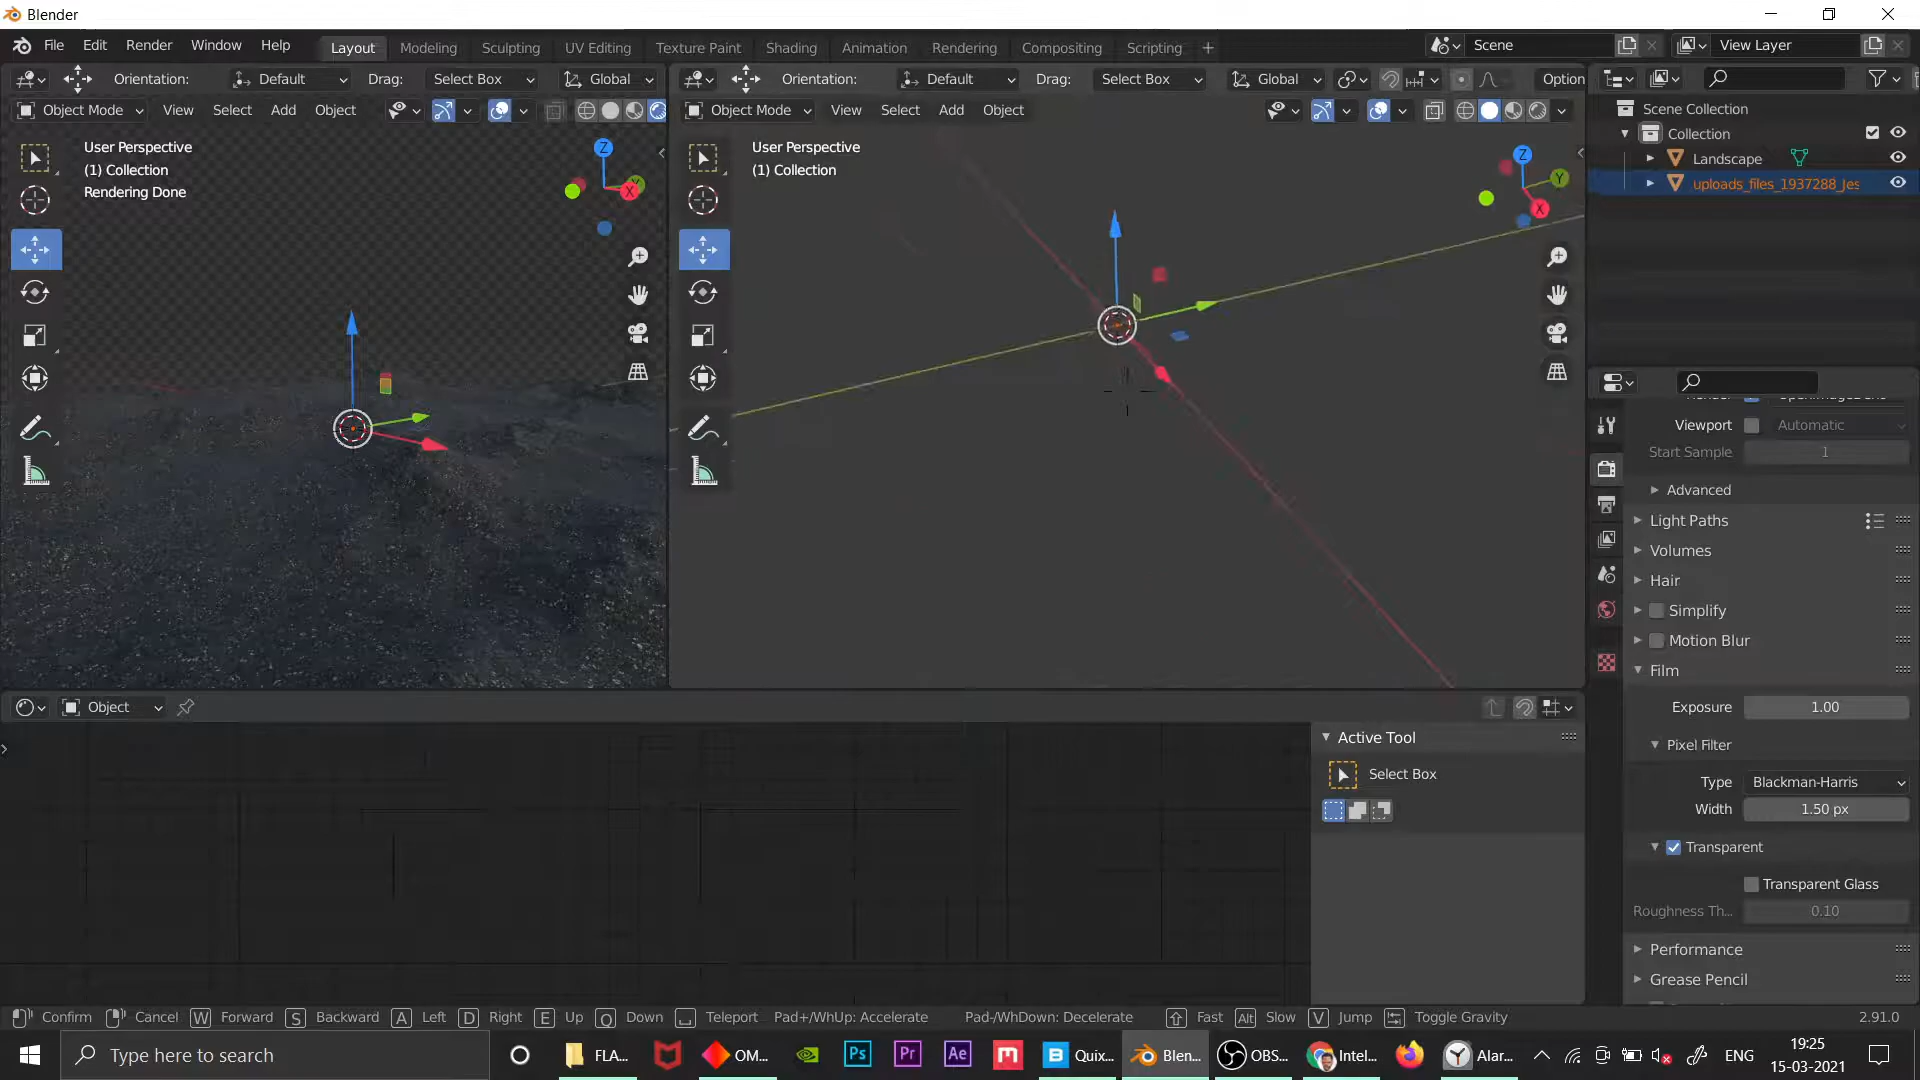 Blender
File Edit Render Window Help Layout Modeling Sculpting UV Editing Texture Paint Shading Animation Rendering Compositing Scripting + Scene View Layer
Orientation: Default Drag: Select Box Global Orientation: Default Drag: Select Box Global Option
Object Mode View Select Add Object Object Mode View Select Add Object
Scene Collection
Collection
Landscape
uploads_files_1937288_Jes
User Perspective
(1) Collection
Rendering Done
Z
X
User Perspective
(1) Collection
Z
Y
X
Viewport Automatic
Start Sample 1
Advanced
Light Paths
Volumes
Hair
Simplify
Motion Blur
Film
Exposure 1.00
Pixel Filter
Type Blackman-Harris
Width 1.50 px
Transparent
Transparent Glass
Roughness Th... 0.10
Performance
Grease Pencil
Object
Active Tool
Select Box
Confirm Cancel W Forward S Backward A Left D Right E Up Q Down Teleport Pad+/WhUp: Accelerate Pad-/WhDown: Decelerate Fast Alt Slow V Jump Toggle Gravity 2.91.0
Type here to search FLA... OM... Ps Pr Ae Quix... Blen... OBS... Intel... Alar... ENG
19:25
15-03-2021